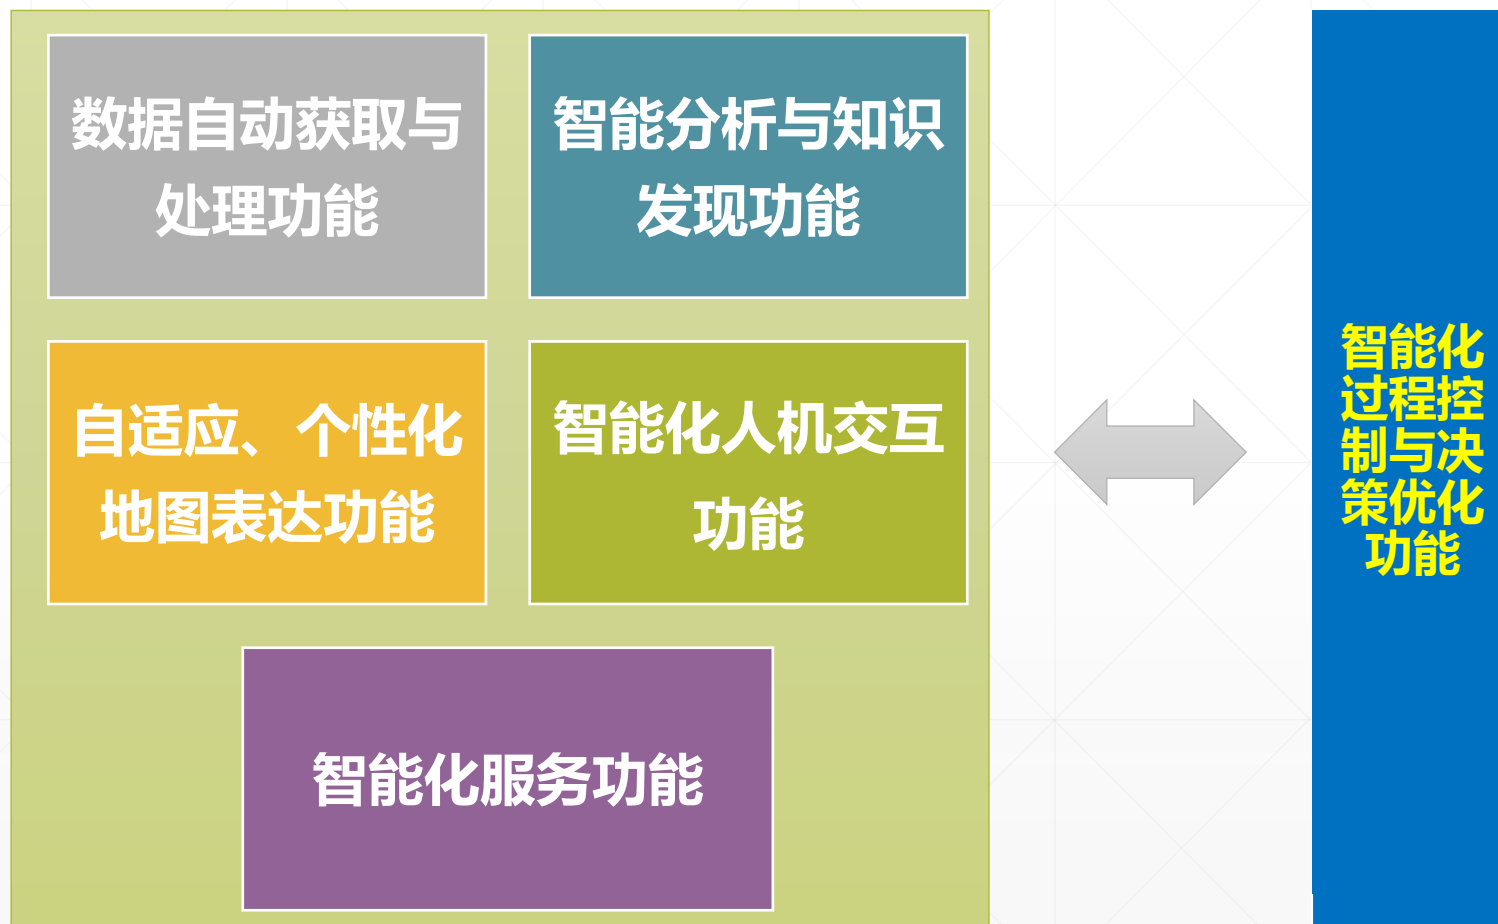 数据自动获取与
处理功能
智能分析与知识
发现功能
自适应、个性化
地图表达功能
智能化人机交互
功能
智能化服务功能
智能化
过程控
制与决
策优化
功能